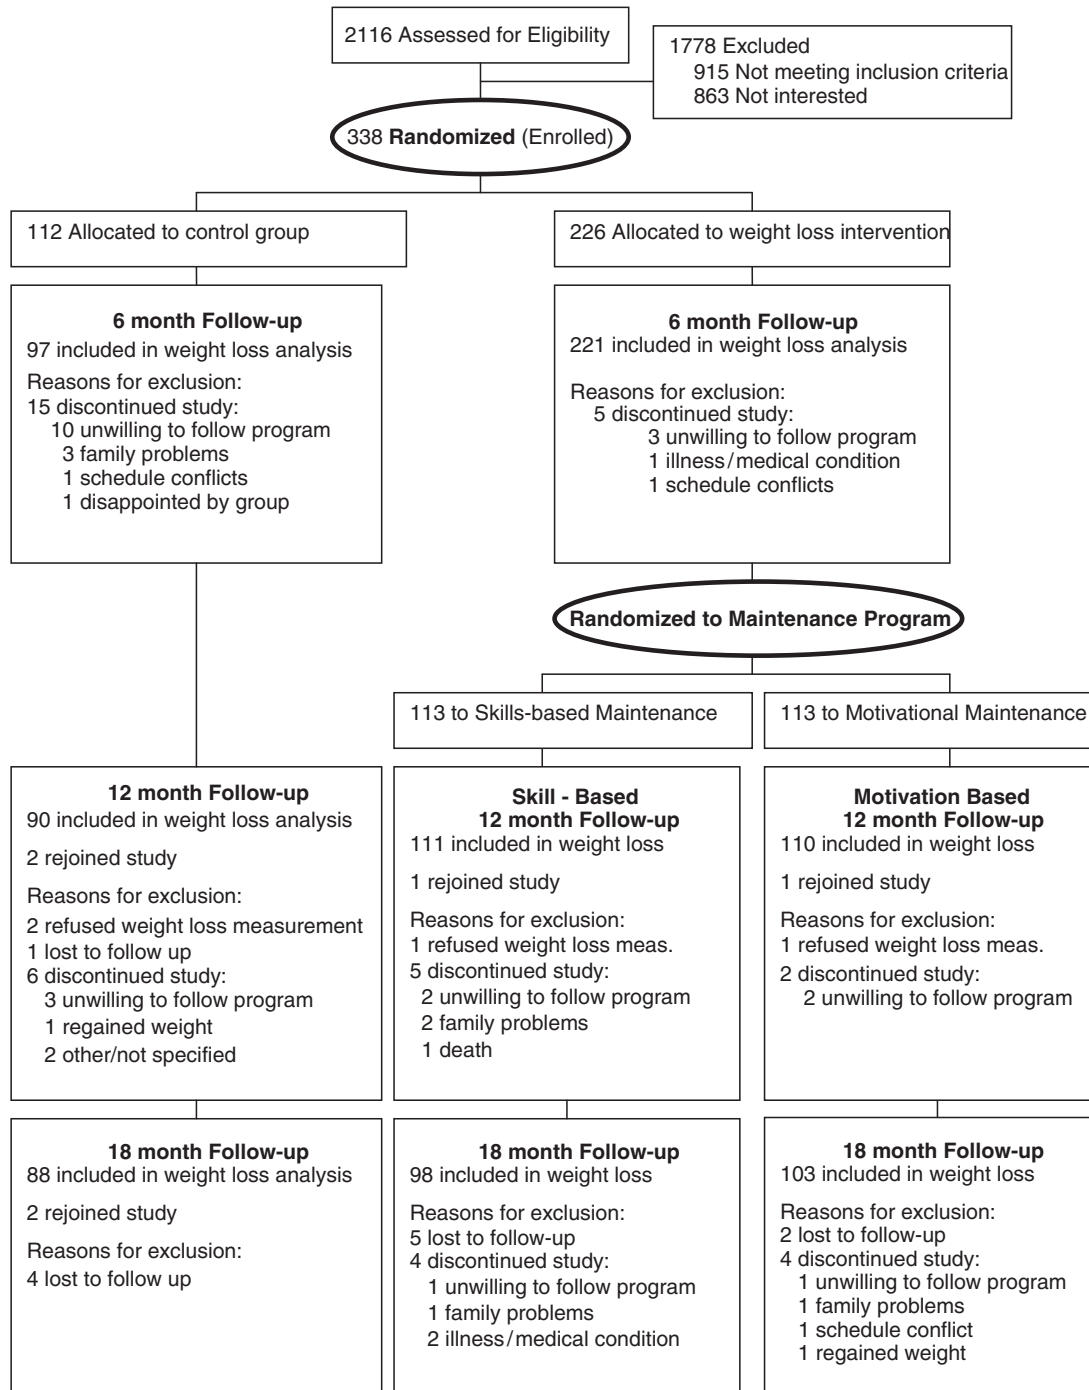 2116 Assessed for Eligibility
1778 Excluded
915 Not meeting inclusion criteria
863 Not interested
338 Randomized (Enrolled)
112 Allocated to control group
226 Allocated to weight loss intervention
6 month Follow-up
97 included in weight loss analysis
Reasons for exclusion:
15 discontinued study:
10 unwilling to follow program
3 family problems
1 schedule conflicts
1 disappointed by group
6 month Follow-up
221 included in weight loss analysis
Reasons for exclusion:
5 discontinued study:
3 unwilling to follow program
1 illness/medical condition
1 schedule conflicts
Randomized to Maintenance Program
113 to Skills-based Maintenance
113 to Motivational Maintenance
12 month Follow-up
90 included in weight loss analysis
2 rejoined study
Reasons for exclusion:
2 refused weight loss measurement
1 lost to follow up
6 discontinued study:
3 unwilling to follow program
1 regained weight
2 other/not specified
Skill - Based
12 month Follow-up
111 included in weight loss
1 rejoined study
Reasons for exclusion:
1 refused weight loss meas.
5 discontinued study:
2 unwilling to follow program
2 family problems
1 death
Motivation Based
12 month Follow-up
110 included in weight loss
1 rejoined study
Reasons for exclusion:
1 refused weight loss meas.
2 discontinued study:
2 unwilling to follow program
18 month Follow-up
88 included in weight loss analysis
2 rejoined study
Reasons for exclusion:
4 lost to follow up
18 month Follow-up
98 included in weight loss
Reasons for exclusion:
5 lost to follow-up
4 discontinued study:
1 unwilling to follow program
1 family problems
2 illness/medical condition
18 month Follow-up
103 included in weight loss
Reasons for exclusion:
2 lost to follow-up
4 discontinued study:
1 unwilling to follow program
1 family problems
1 schedule conflict
1 regained weight